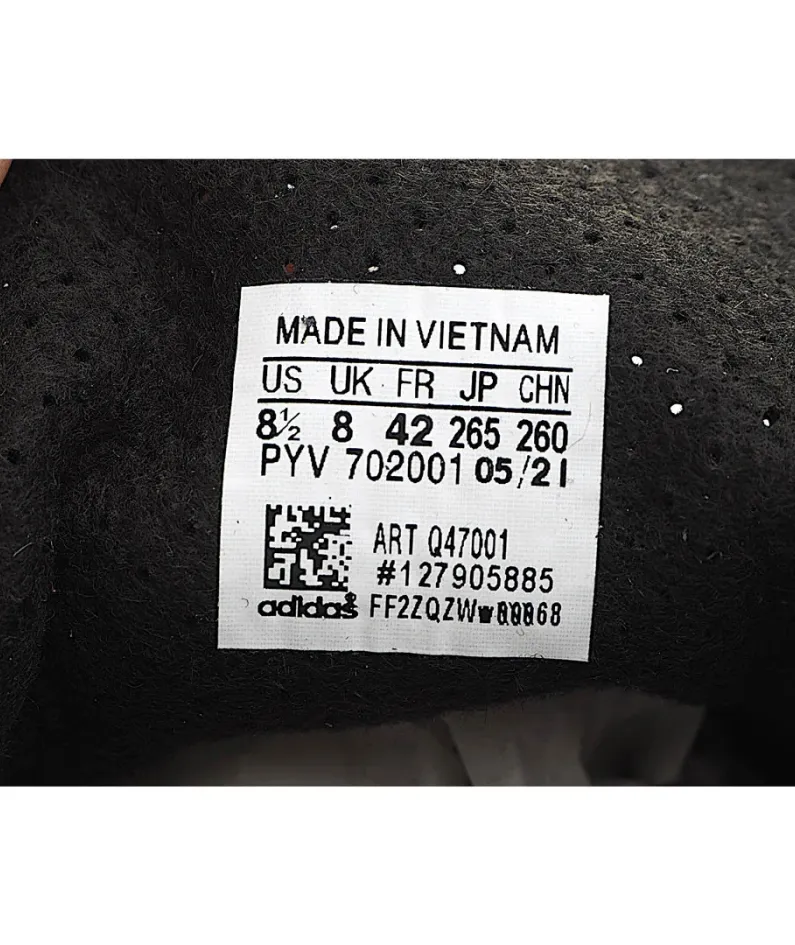 MADE IN VIETNAM
US UK FR JP CHN
8½ 8 42 265 260
PYV 702001 05/21
ART Q47001
#127905885
adidas